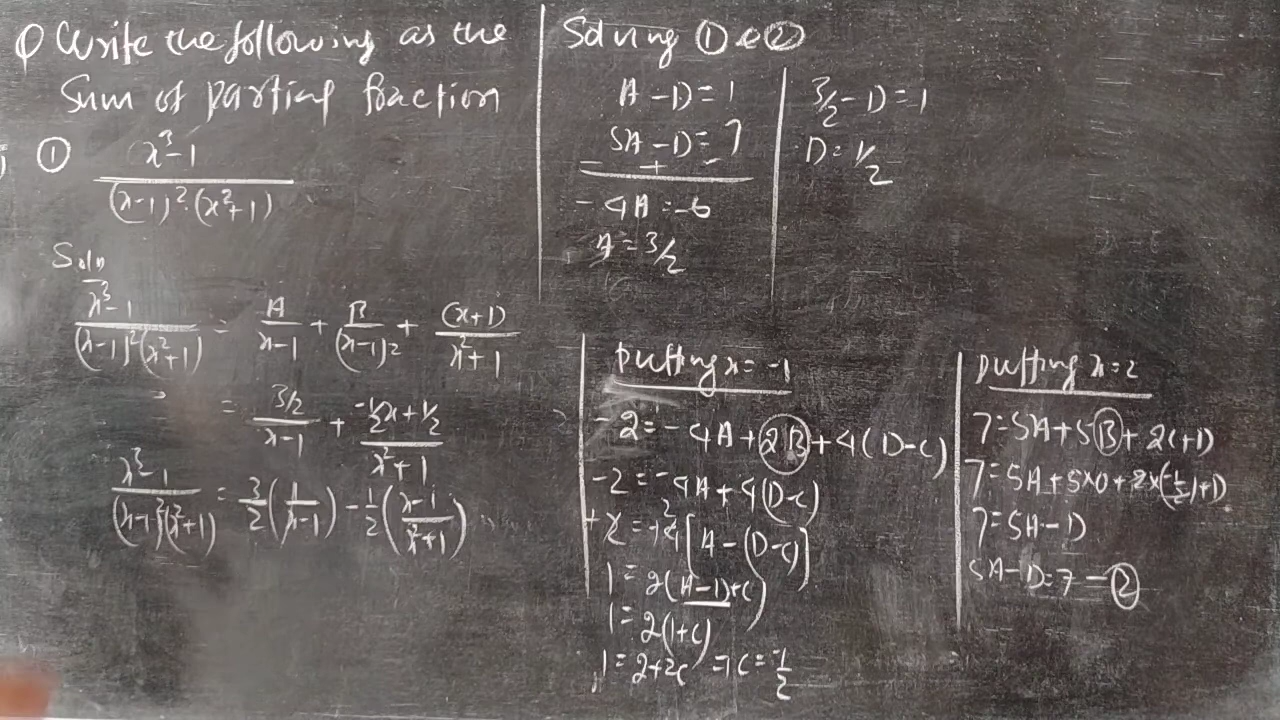 Q Write the following as the
Sum of partial fraction
① x³-1
(x-1)²·(x²+1)
Soln
x³-1 / (x-1)²(x²+1) = A/x-1 + B/(x-1)² + (x+1)/x²+1
= 3/2 / x-1 + -1/2x+1/2 / x²+1
x³-1 / (x-1)²(x²+1) = 3/2(1/x-1) - 1/2(x-1/x²+1)
Solving ① & ②
A-D=1
5A-D=7
- + -
-4A=-6
A=3/2
3/2-D=1
D=1/2
putting x=-1
-2=-4A+2B+4(D-C)
-2=-4A+4(D-C)
1=2(A-D+C)
1=2(1+C)
1=2+2C ⇒ C=-1/2
putting x=2
7=5A+5B+2C+D
7=5A+5×0+2×(-1/2)+D
7=5A-D
5A-D=7 -②